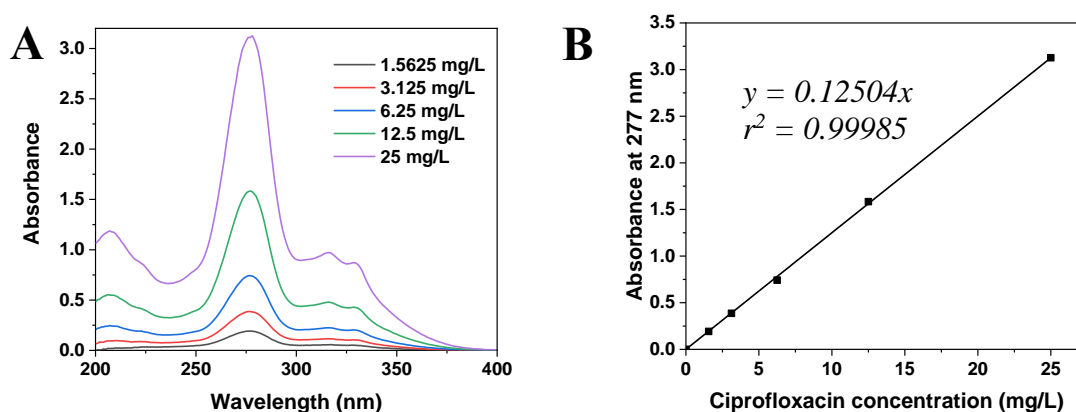 A
3.0
2.5
2.0
1.5
1.0
0.5
0.0
Absorbance
1.5625 mg/L
3.125 mg/L
6.25 mg/L
12.5 mg/L
25 mg/L
200 250 300 350 400
Wavelength (nm)
B
3.5
3.0
2.5
2.0
1.5
1.0
0.5
0.0
Absorbance at 277 nm
y = 0.12504x
r² = 0.99985
0 5 10 15 20 25
Ciprofloxacin concentration (mg/L)